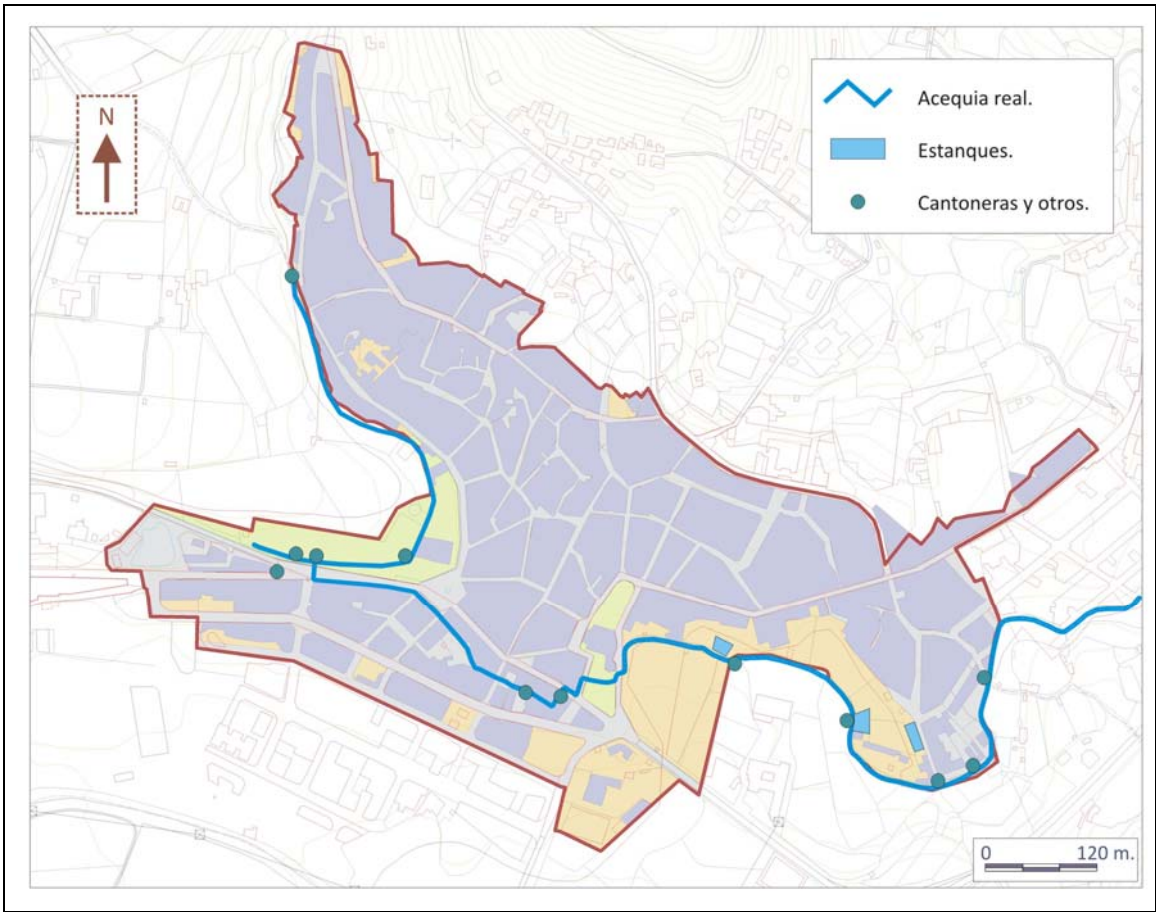 N
Acequia real.
Estanques.
Cantoneras y otros.
0 120 m.